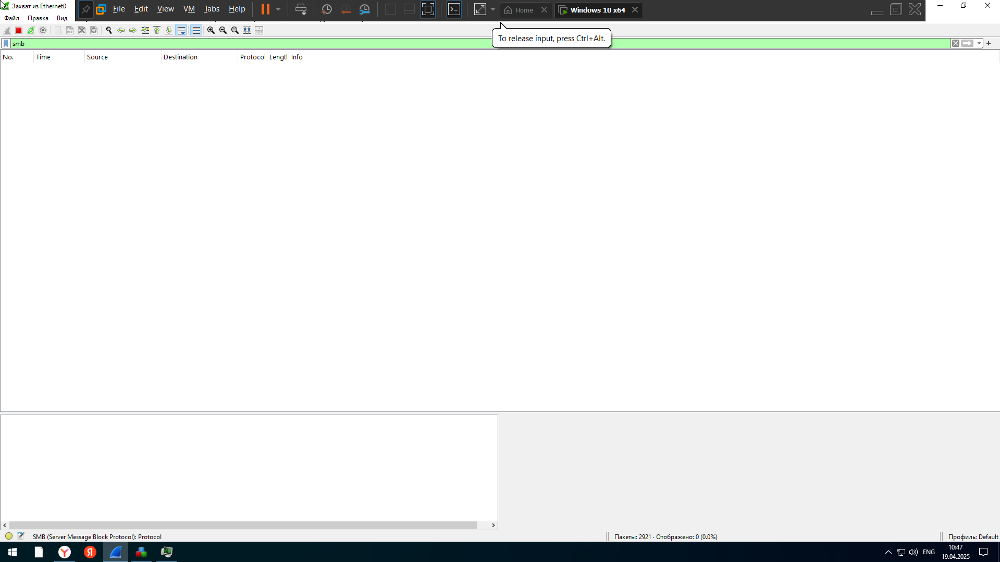 Захват из Ethernet0
File Edit View VM Tabs Help
Home
Windows 10 x64
Файл Правка Вид
To release input, press Ctrl+Alt.
smb
No. Time Source Destination Protocol Lengtl Info
SMB (Server Message Block Protocol): Protocol
Пакеты: 2921 · Отображено: 0 (0.0%)
Профиль: Default
ENG
10:47
19.04.2025